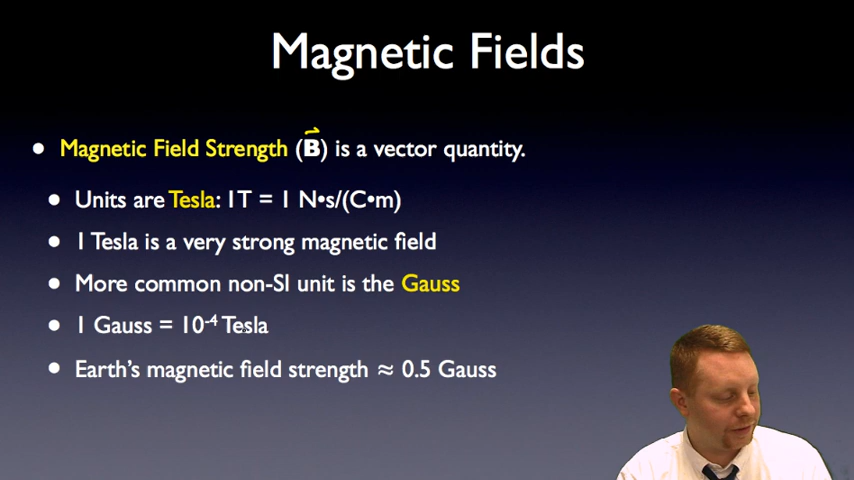 Magnetic Fields
• Magnetic Field Strength (B⃗) is a vector quantity.
• Units are Tesla: 1T = 1 N•s/(C•m)
• 1 Tesla is a very strong magnetic field
• More common non-SI unit is the Gauss
• 1 Gauss = 10⁻⁴ Tesla
• Earth's magnetic field strength ≈ 0.5 Gauss